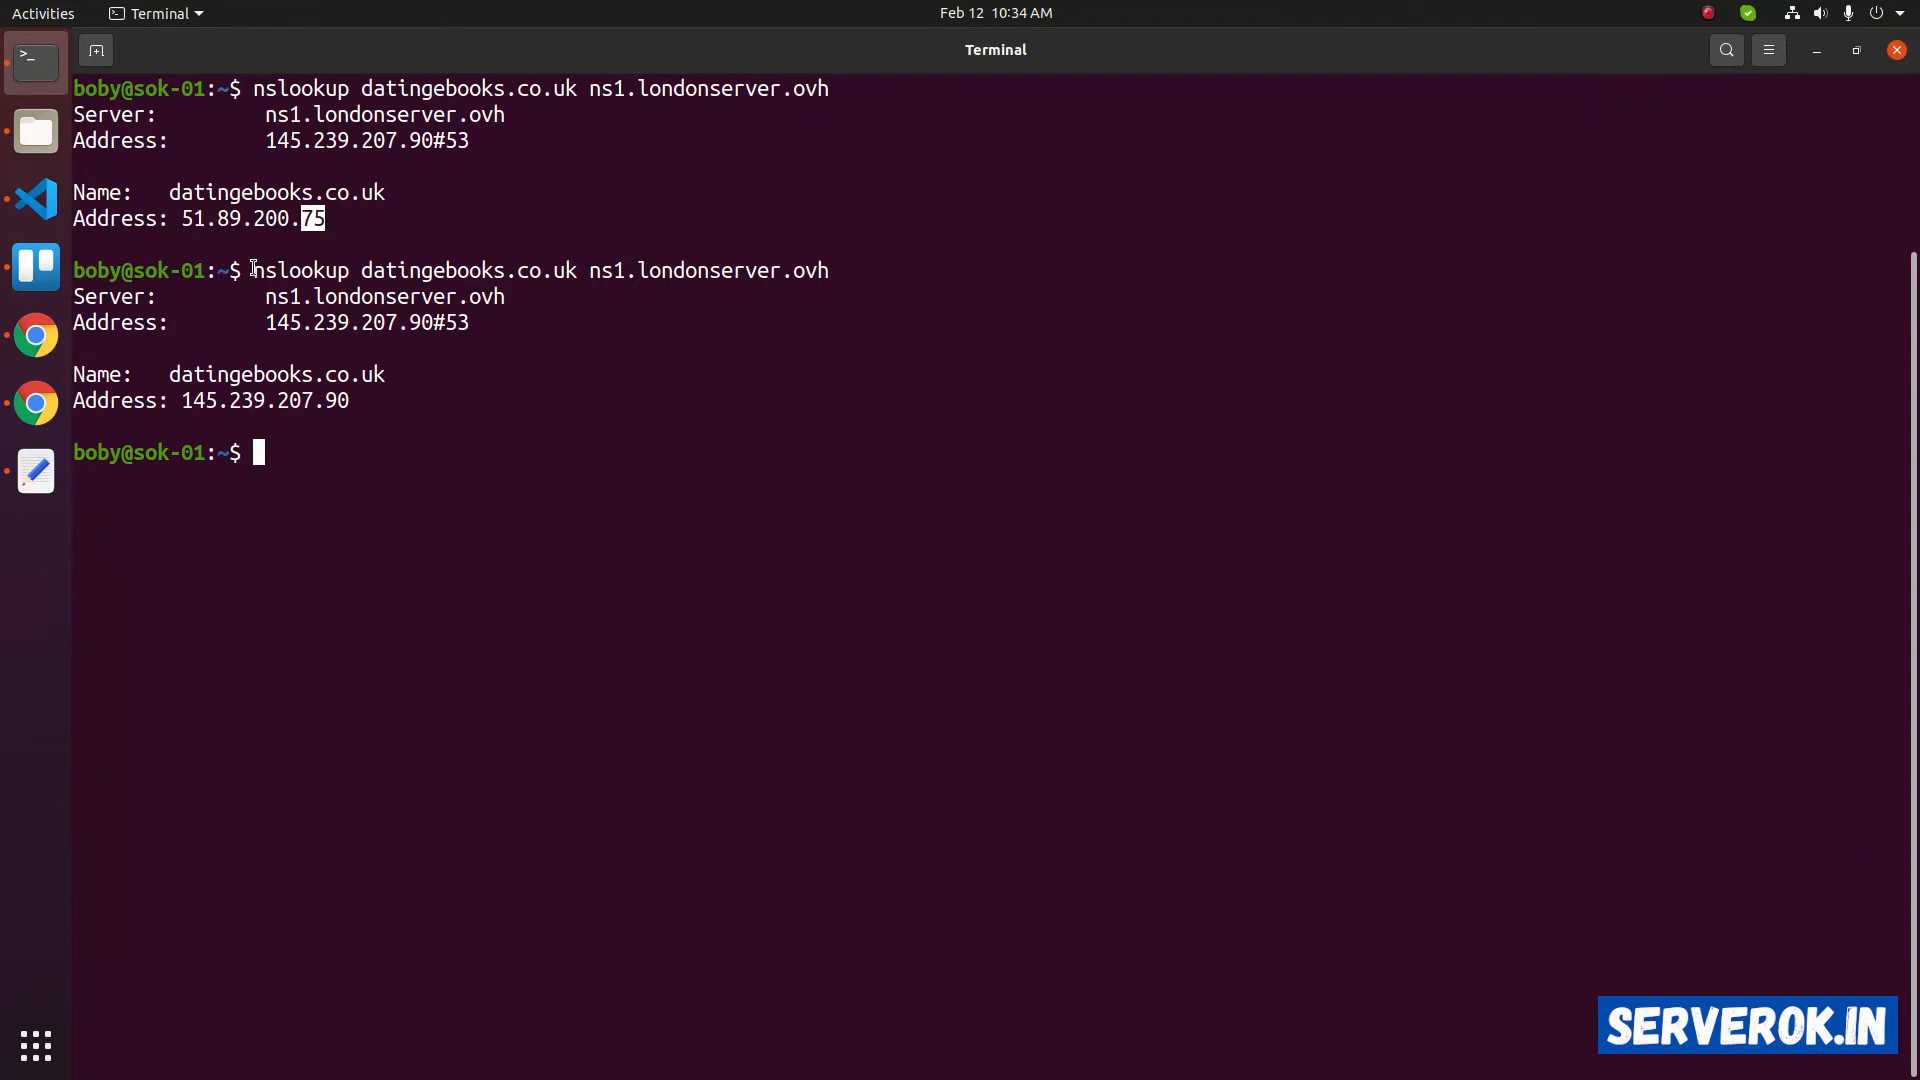 Activities
Terminal
Feb 12 10:34 AM
Terminal
boby@sok-01:~$ nslookup datingebooks.co.uk ns1.londonserver.ovh
Server: ns1.londonserver.ovh
Address: 145.239.207.90#53
Name: datingebooks.co.uk
Address: 51.89.200.75
boby@sok-01:~$ nslookup datingebooks.co.uk ns1.londonserver.ovh
Server: ns1.londonserver.ovh
Address: 145.239.207.90#53
Name: datingebooks.co.uk
Address: 145.239.207.90
boby@sok-01:~$
SERVEROK.IN